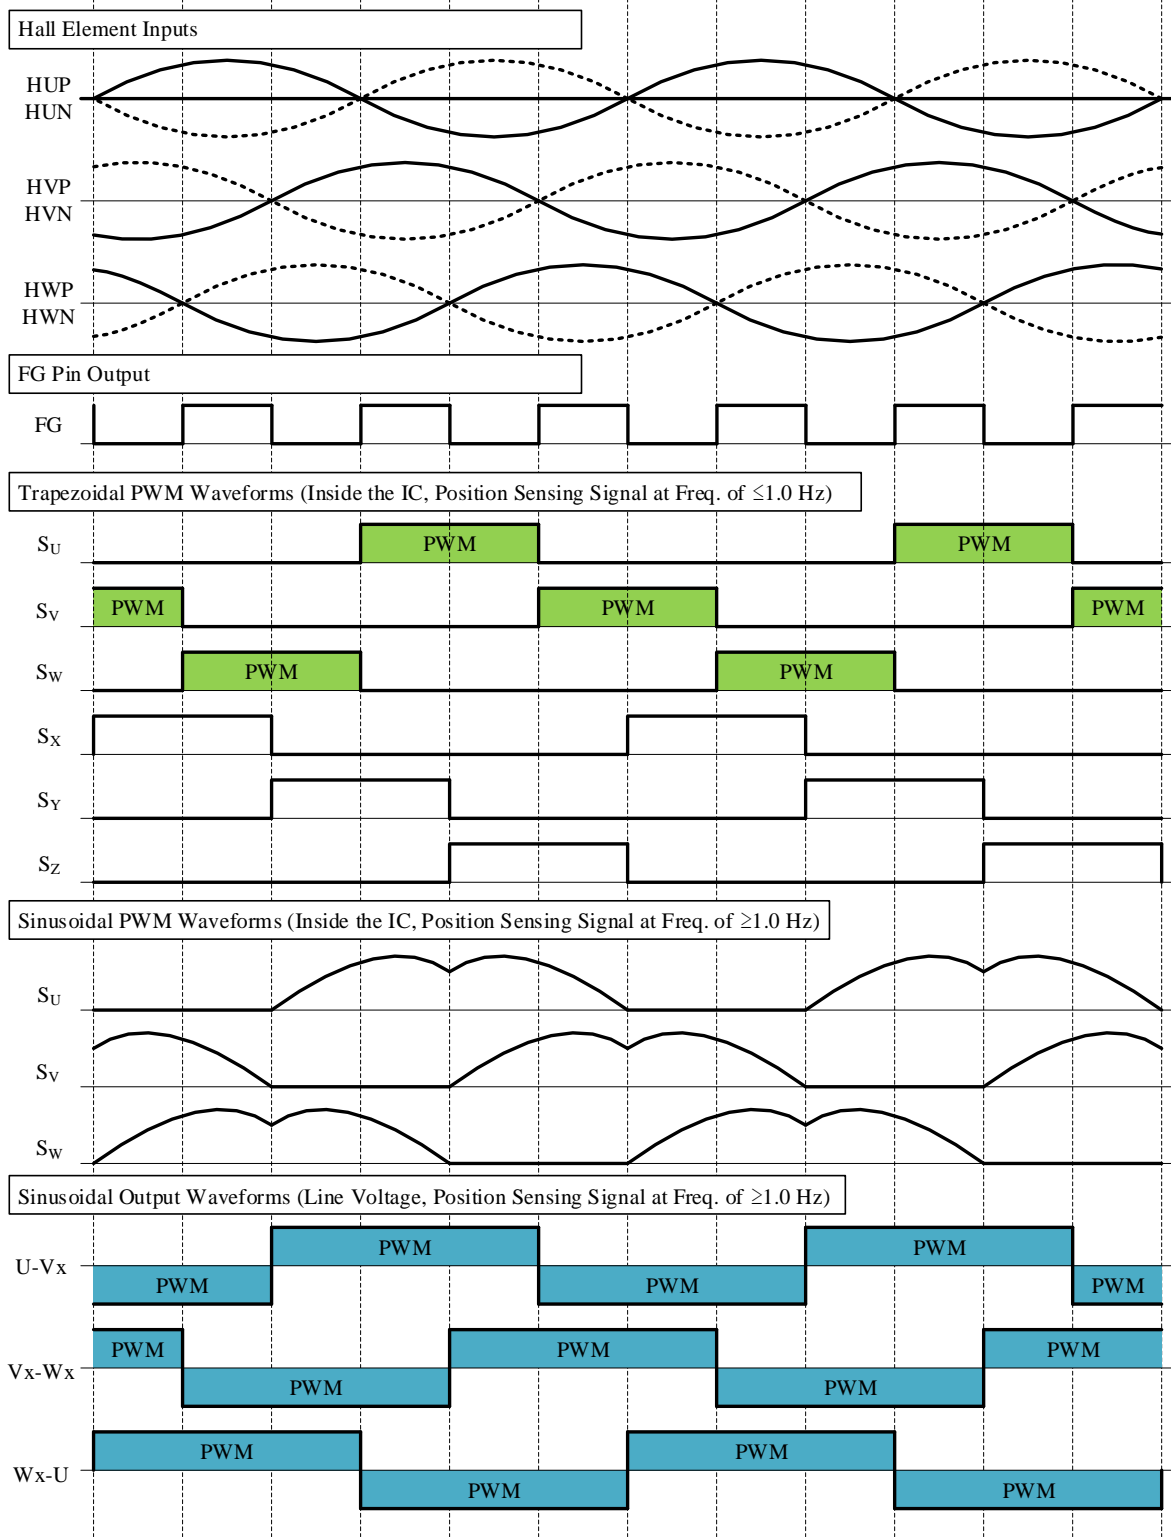 Hall Element Inputs
HUP
HUN
HVP
HVN
HWP
HWN
FG Pin Output
FG
Trapezoidal PWM Waveforms (Inside the IC, Position Sensing Signal at Freq. of ≤1.0 Hz)
SU PWM PWM
SV PWM PWM PWM
SW PWM PWM
SX
SY
SZ
Sinusoidal PWM Waveforms (Inside the IC, Position Sensing Signal at Freq. of ≥1.0 Hz)
SU
SV
SW
Sinusoidal Output Waveforms (Line Voltage, Position Sensing Signal at Freq. of ≥1.0 Hz)
PWM PWM
U-Vx
PWM PWM PWM
PWM PWM PWM
Vx-Wx
PWM PWM
PWM PWM
Wx-U
PWM PWM